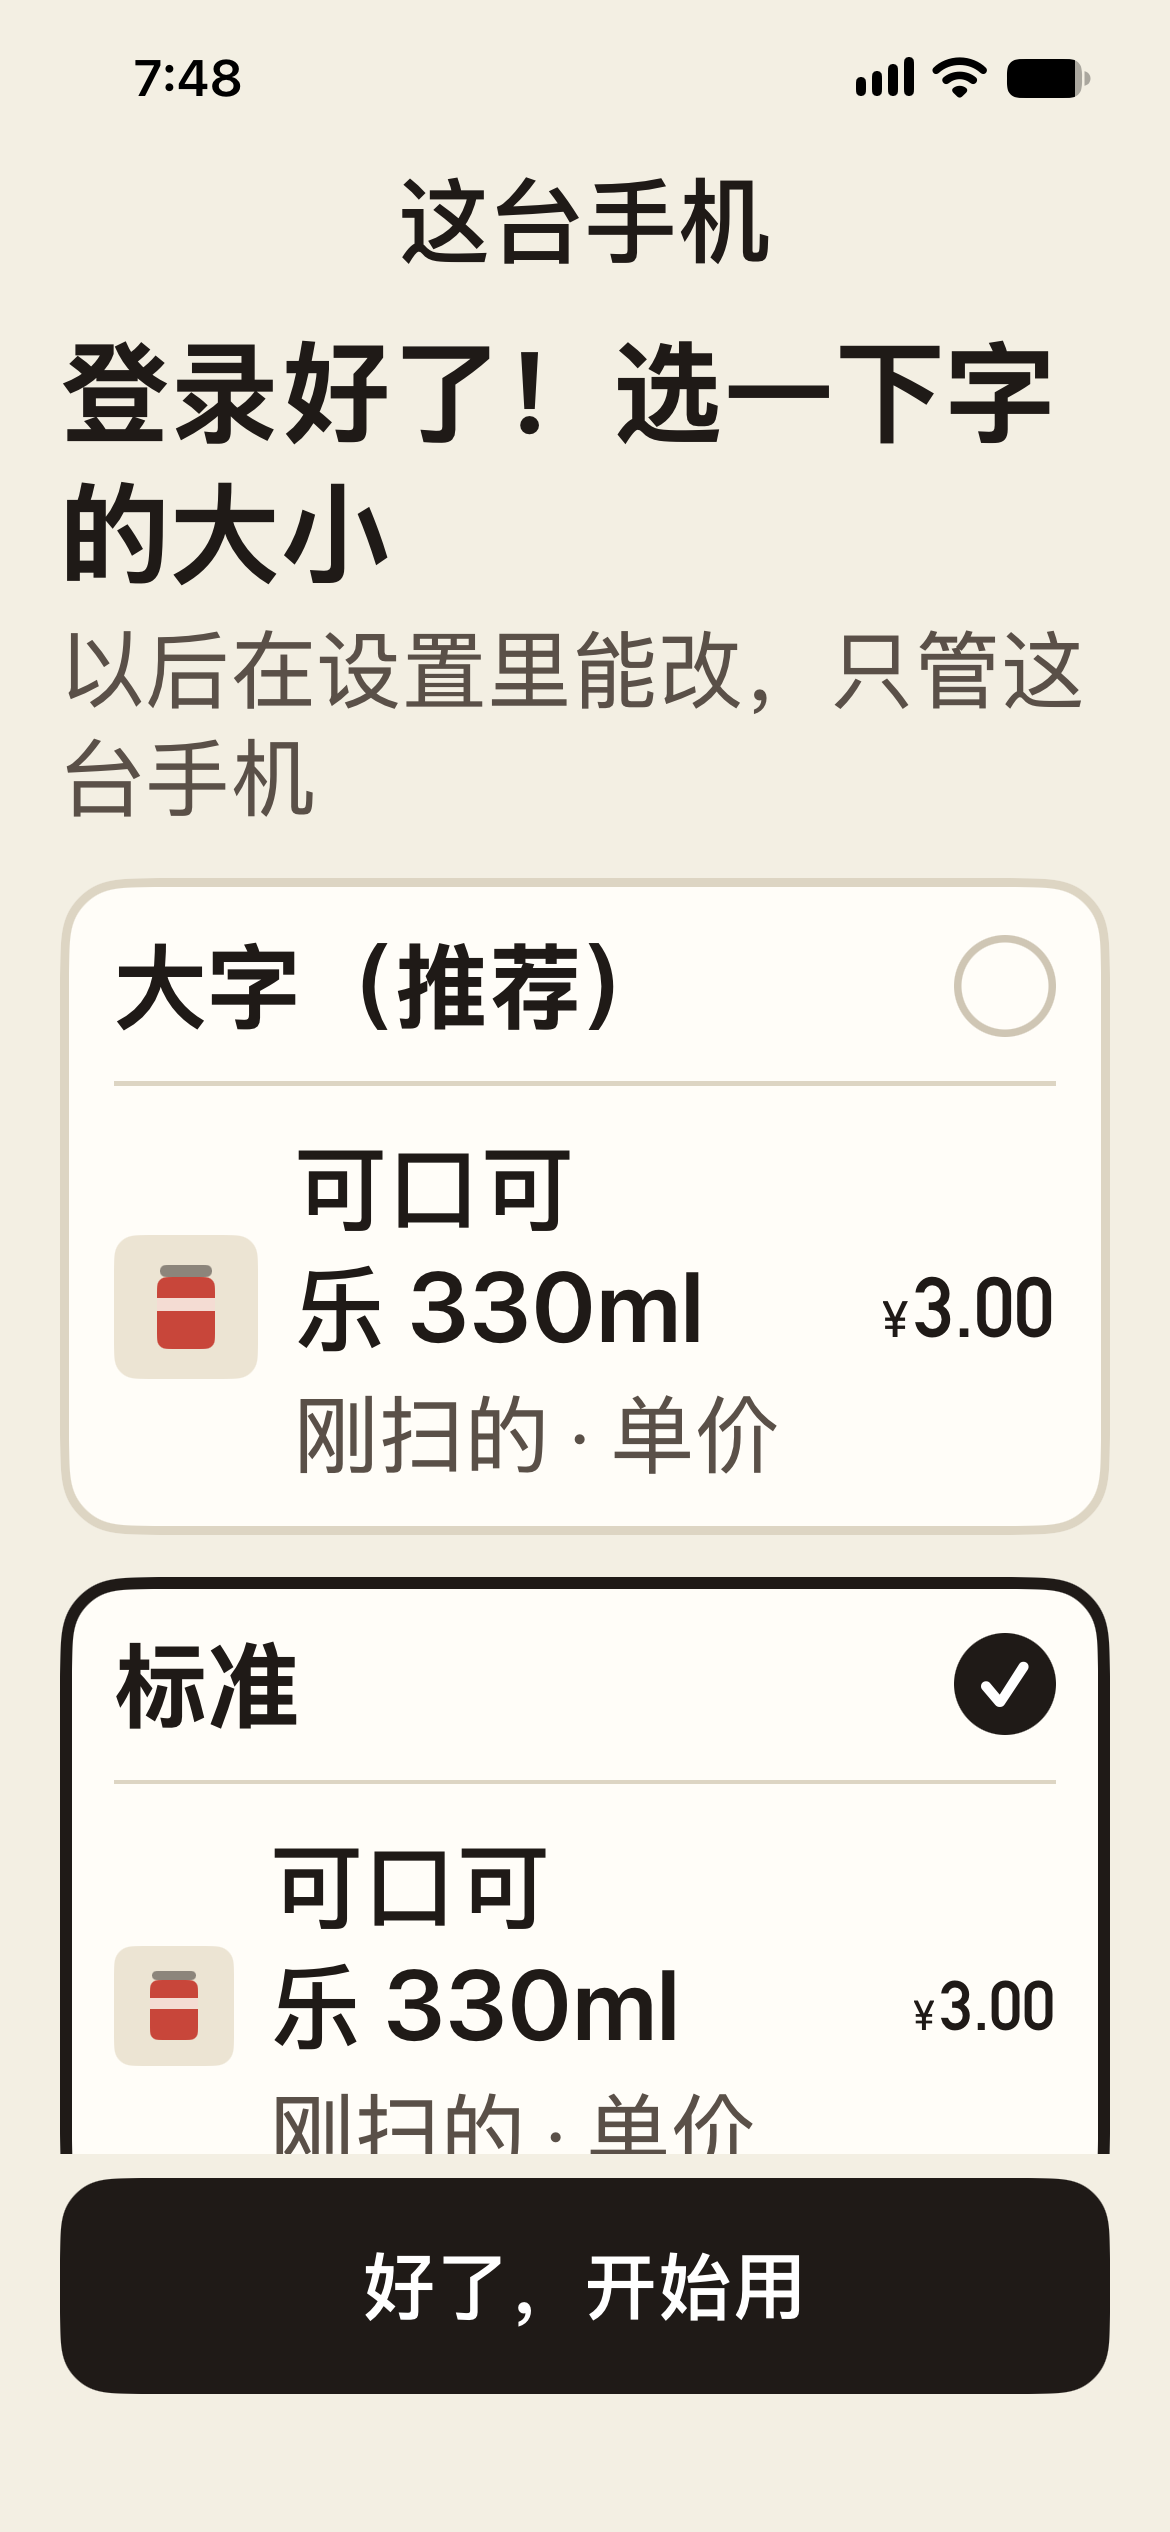 7:48
这台手机
登录好了！选一下字
的大小
以后在设置里能改，只管这
台手机
大字（推荐）
可口可
乐 330ml
¥3.00
刚扫的 · 单价
标准
可口可
乐 330ml
¥3.00
刚扫的 · 单价
好了，开始用